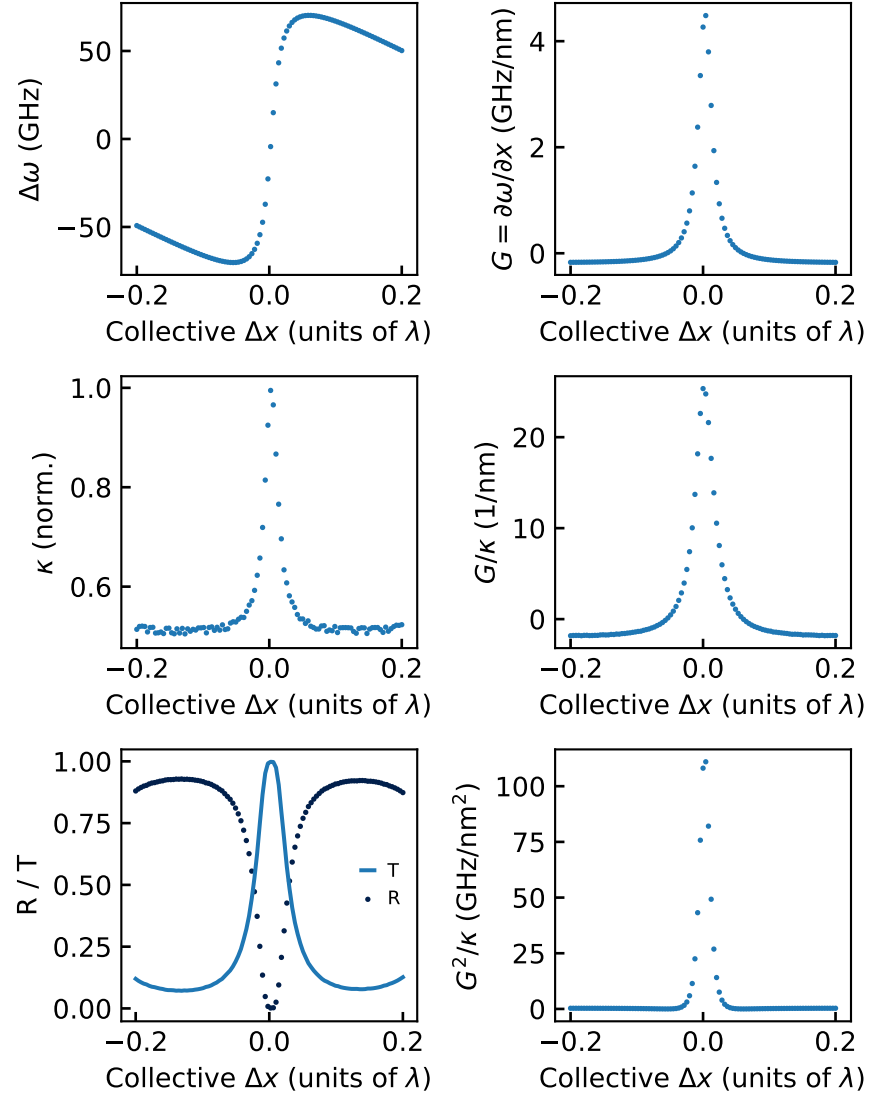 50
0
−50
Δω (GHz)
−0.2 0.0 0.2
Collective Δx (units of λ)
4
2
0
G = ∂ω/∂x (GHz/nm)
−0.2 0.0 0.2
Collective Δx (units of λ)
1.0
0.8
0.6
κ (norm.)
−0.2 0.0 0.2
Collective Δx (units of λ)
20
10
0
G/κ (1/nm)
−0.2 0.0 0.2
Collective Δx (units of λ)
1.00
0.75
0.50
0.25
0.00
R / T
T
R
−0.2 0.0 0.2
Collective Δx (units of λ)
100
75
50
25
0
G²/κ (GHz/nm²)
−0.2 0.0 0.2
Collective Δx (units of λ)